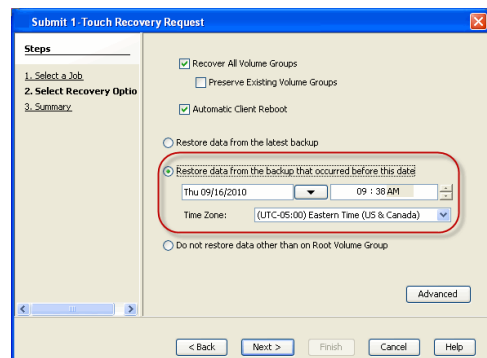 Submit 1-Touch Recovery Request
Steps
1. Select a Job
2. Select Recovery Optio
3. Summary
Recover All Volume Groups
Preserve Existing Volume Groups
Automatic Client Reboot
Restore data from the latest backup
Restore data from the backup that occurred before this date
Thu 09/16/2010 09 : 38 AM
Time Zone: (UTC-05:00) Eastern Time (US & Canada)
Do not restore data other than on Root Volume Group
Advanced
< Back Next > Finish Cancel Help